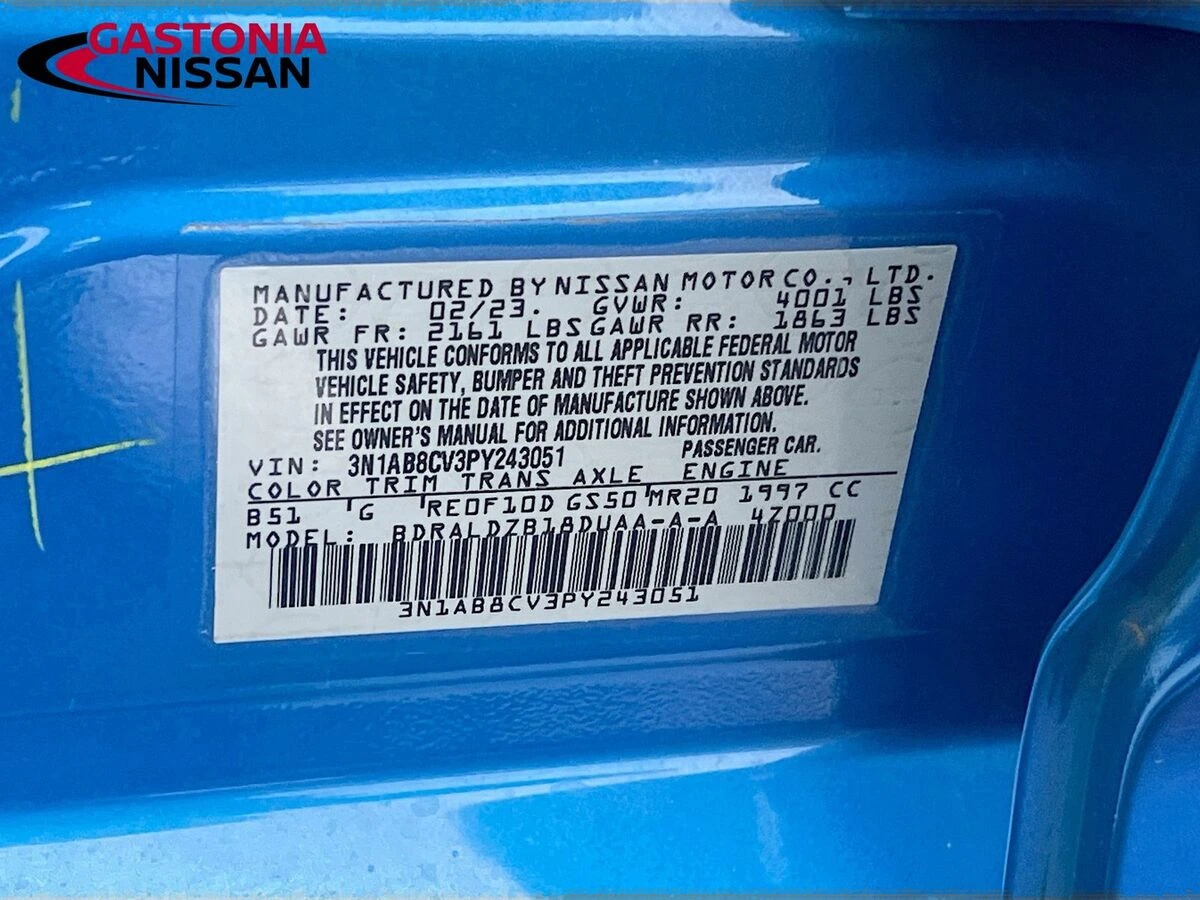 GASTONIA
NISSAN
MANUFACTURED BY NISSAN MOTOR CO., LTD.
DATE: 02/23. GVWR: 4001 LBS
GAWR FR: 2161 LBS GAWR RR: 1863 LBS
THIS VEHICLE CONFORMS TO ALL APPLICABLE FEDERAL MOTOR
VEHICLE SAFETY, BUMPER AND THEFT PREVENTION STANDARDS
IN EFFECT ON THE DATE OF MANUFACTURE SHOWN ABOVE.
SEE OWNER'S MANUAL FOR ADDITIONAL INFORMATION.
VIN: 3N1AB8CV3PY243051 PASSENGER CAR.
COLOR TRIM TRANS AXLE ENGINE
B51 G RE0F10D GS50 MR20 1997 CC
MODEL: BDRALDZB18DUAA-A-A 4Z000
3N1AB8CV3PY243051